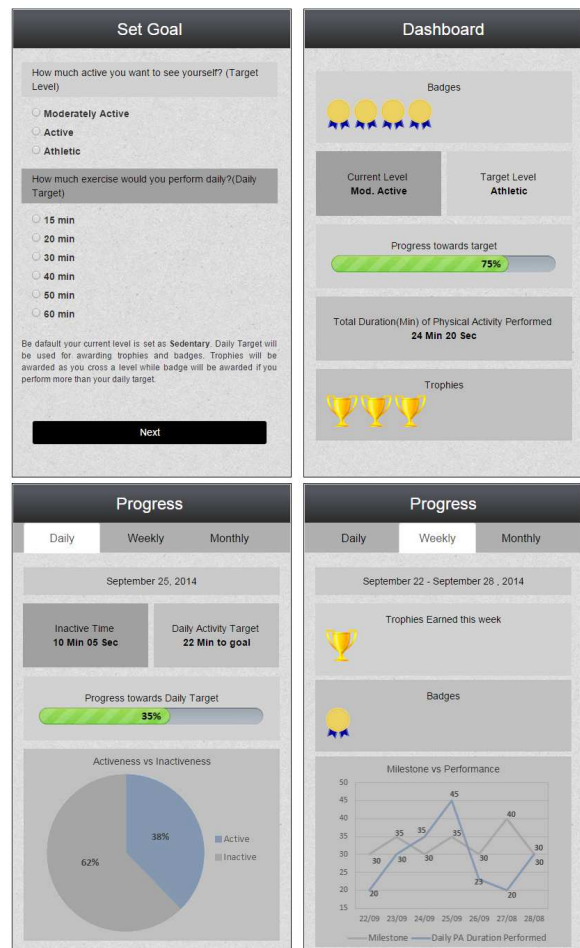 Set Goal
How much active you want to see yourself? (Target
Level)
Moderately Active
Active
Athletic
How much exercise would you perform daily?(Daily
Target)
15 min
20 min
30 min
40 min
50 min
60 min
Be dafault your current level is set as Sedentary. Daily Target will
be used for awarding trophies and badges. Trophies will be
awarded as you cross a level while badge will be awarded if you
perform more than your daily target.
Next
Dashboard
Badges
Current Level
Mod. Active
Target Level
Athletic
Progress towards target
75%
Total Duration(Min) of Physical Activity Performed
24 Min 20 Sec
Trophies
Progress
Daily Weekly Monthly
September 25, 2014
Inactive Time
10 Min 05 Sec
Daily Activity Target
22 Min to goal
Progress towards Daily Target
35%
Activeness vs Inactiveness
38%
62%
Active
Inactive
Progress
Daily Weekly Monthly
September 22 - September 28 , 2014
Trophies Earned this week
Badges
Milestone vs Performance
50
45
40
35
30
25
20
15
45
40
35 35 35
30
30 30 30 30 30
23
20 20
22/09 23/09 24/09 25/09 26/09 27/08 28/08
Milestone Daily PA Duration Performed